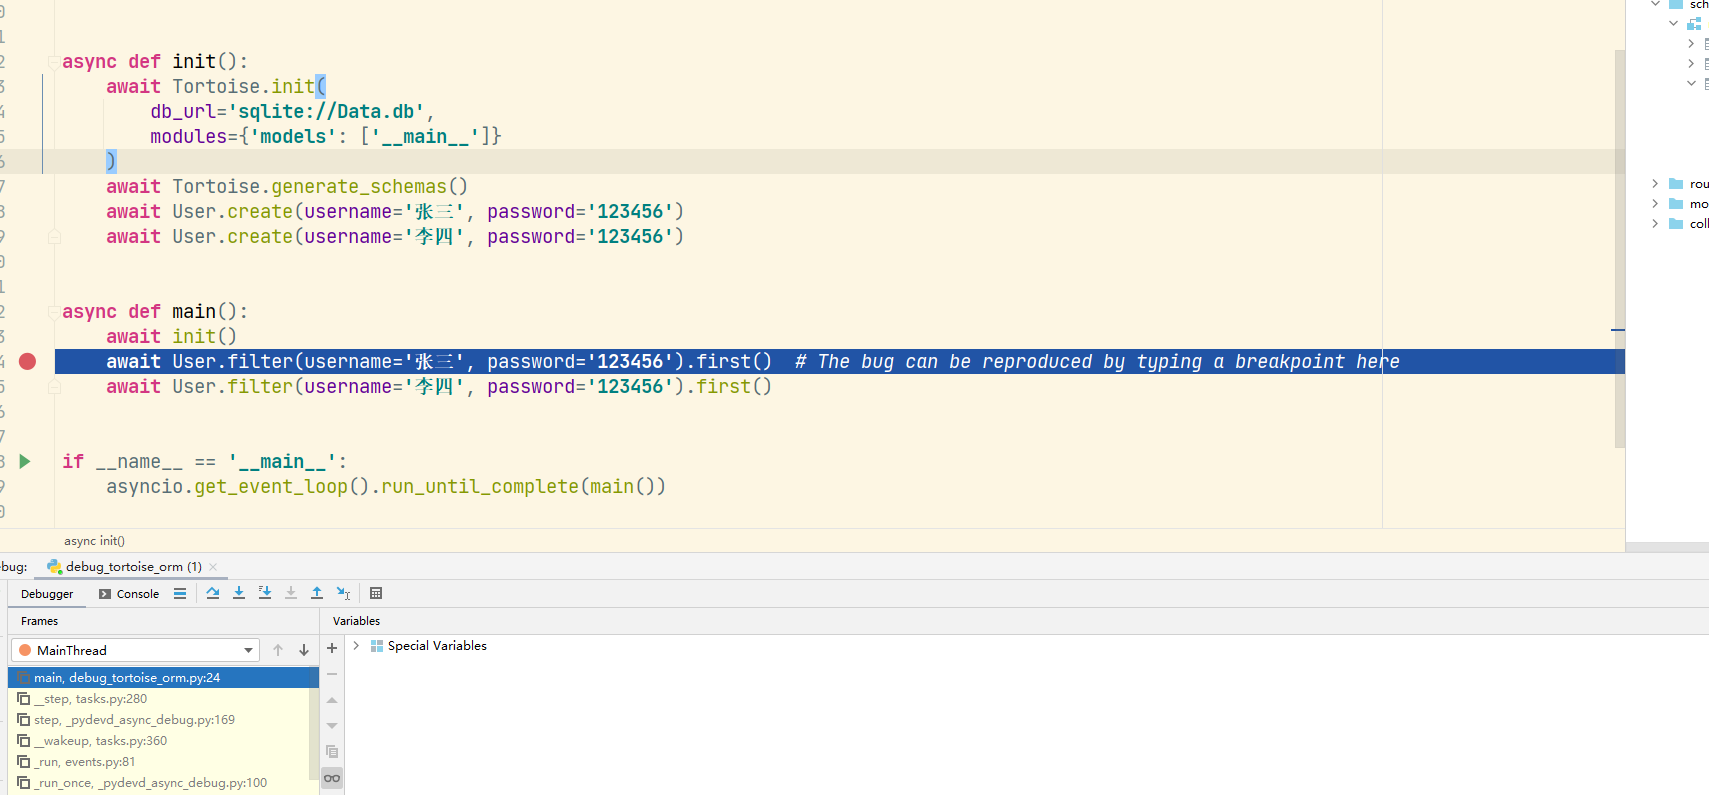 async def init():
await Tortoise.init(
db_url='sqlite://Data.db',
modules={'models': ['__main__']}
)
await Tortoise.generate_schemas()
await User.create(username='张三', password='123456')
await User.create(username='李四', password='123456')
async def main():
await init()
await User.filter(username='张三', password='123456').first()  # The bug can be reproduced by typing a breakpoint here
await User.filter(username='李四', password='123456').first()
if __name__ == '__main__':
asyncio.get_event_loop().run_until_complete(main())
async init()
sch
rou
mo
coll
ebug: debug_tortoise_orm (1)
Debugger Console
Frames Variables
MainThread
Special Variables
main, debug_tortoise_orm.py:24
__step, tasks.py:280
step, _pydevd_async_debug.py:169
__wakeup, tasks.py:360
_run, events.py:81
_run_once, _pydevd_async_debug.py:100